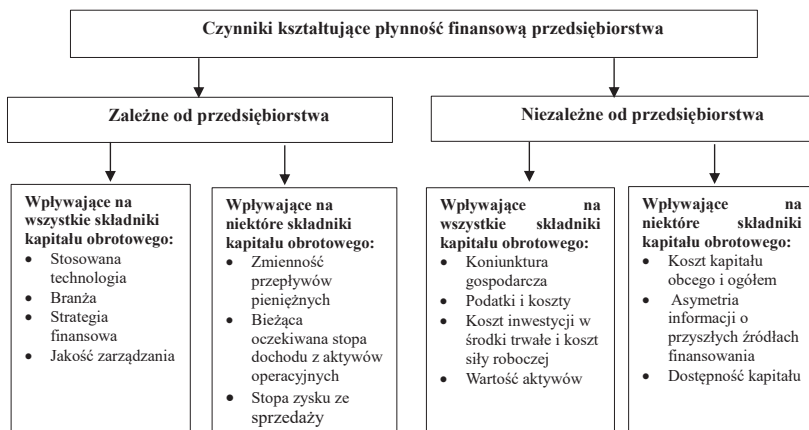 Czynniki kształtujące płynność finansową przedsiębiorstwa
Zależne od przedsiębiorstwa
Niezależne od przedsiębiorstwa
Wpływające na
wszystkie składniki
kapitału obrotowego:
• Stosowana
technologia
• Branża
• Strategia
finansowa
• Jakość zarządzania
Wpływające na
niektóre składniki
kapitału obrotowego:
• Zmienność
przepływów
pieniężnych
• Bieżąca
oczekiwana stopa
dochodu z aktywów
operacyjnych
• Stopa zysku ze
sprzedaży
Wpływające na
wszystkie składniki
kapitału obrotowego:
• Koniunktura
gospodarcza
• Podatki i koszty
• Koszt inwestycji w
środki trwałe i koszt
siły roboczej
• Wartość aktywów
Wpływające na
niektóre składniki
kapitału obrotowego:
• Koszt kapitału
obcego i ogółem
• Asymetria
informacji o
przyszłych źródłach
finansowania
• Dostępność kapitału